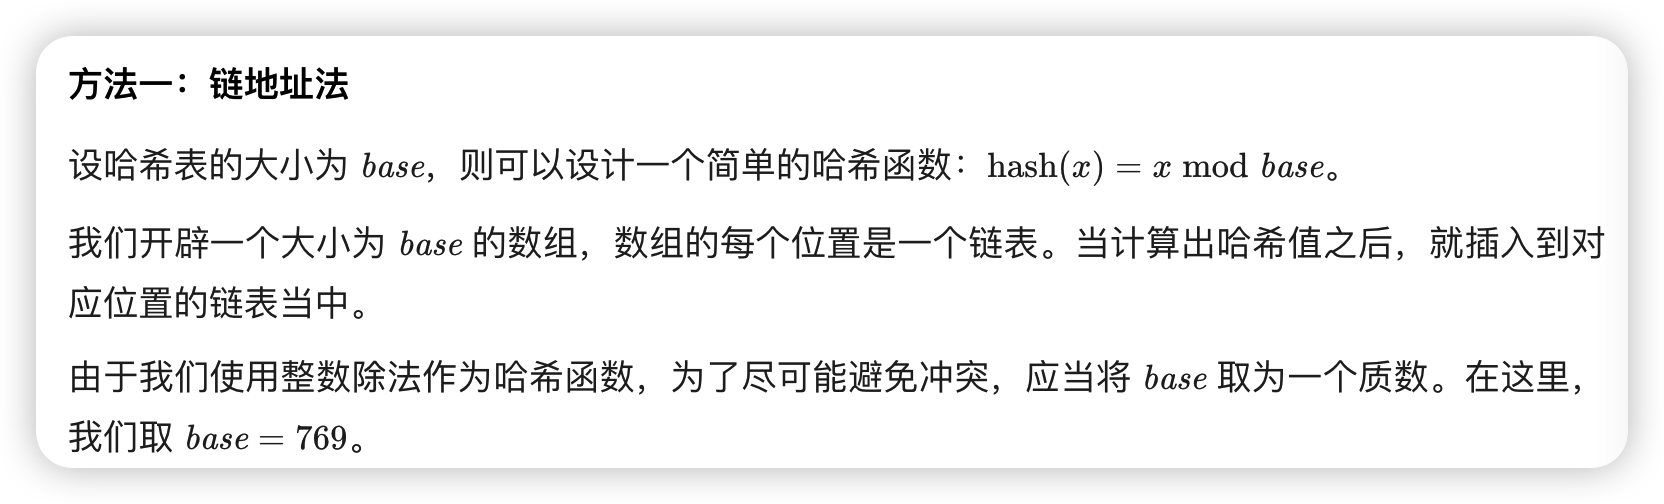 方法一：链地址法
设哈希表的大小为 base，则可以设计一个简单的哈希函数：hash(x) = x mod base。
我们开辟一个大小为 base 的数组，数组的每个位置是一个链表。当计算出哈希值之后，就插入到对
应位置的链表当中。
由于我们使用整数除法作为哈希函数，为了尽可能避免冲突，应当将 base 取为一个质数。在这里，
我们取 base = 769。